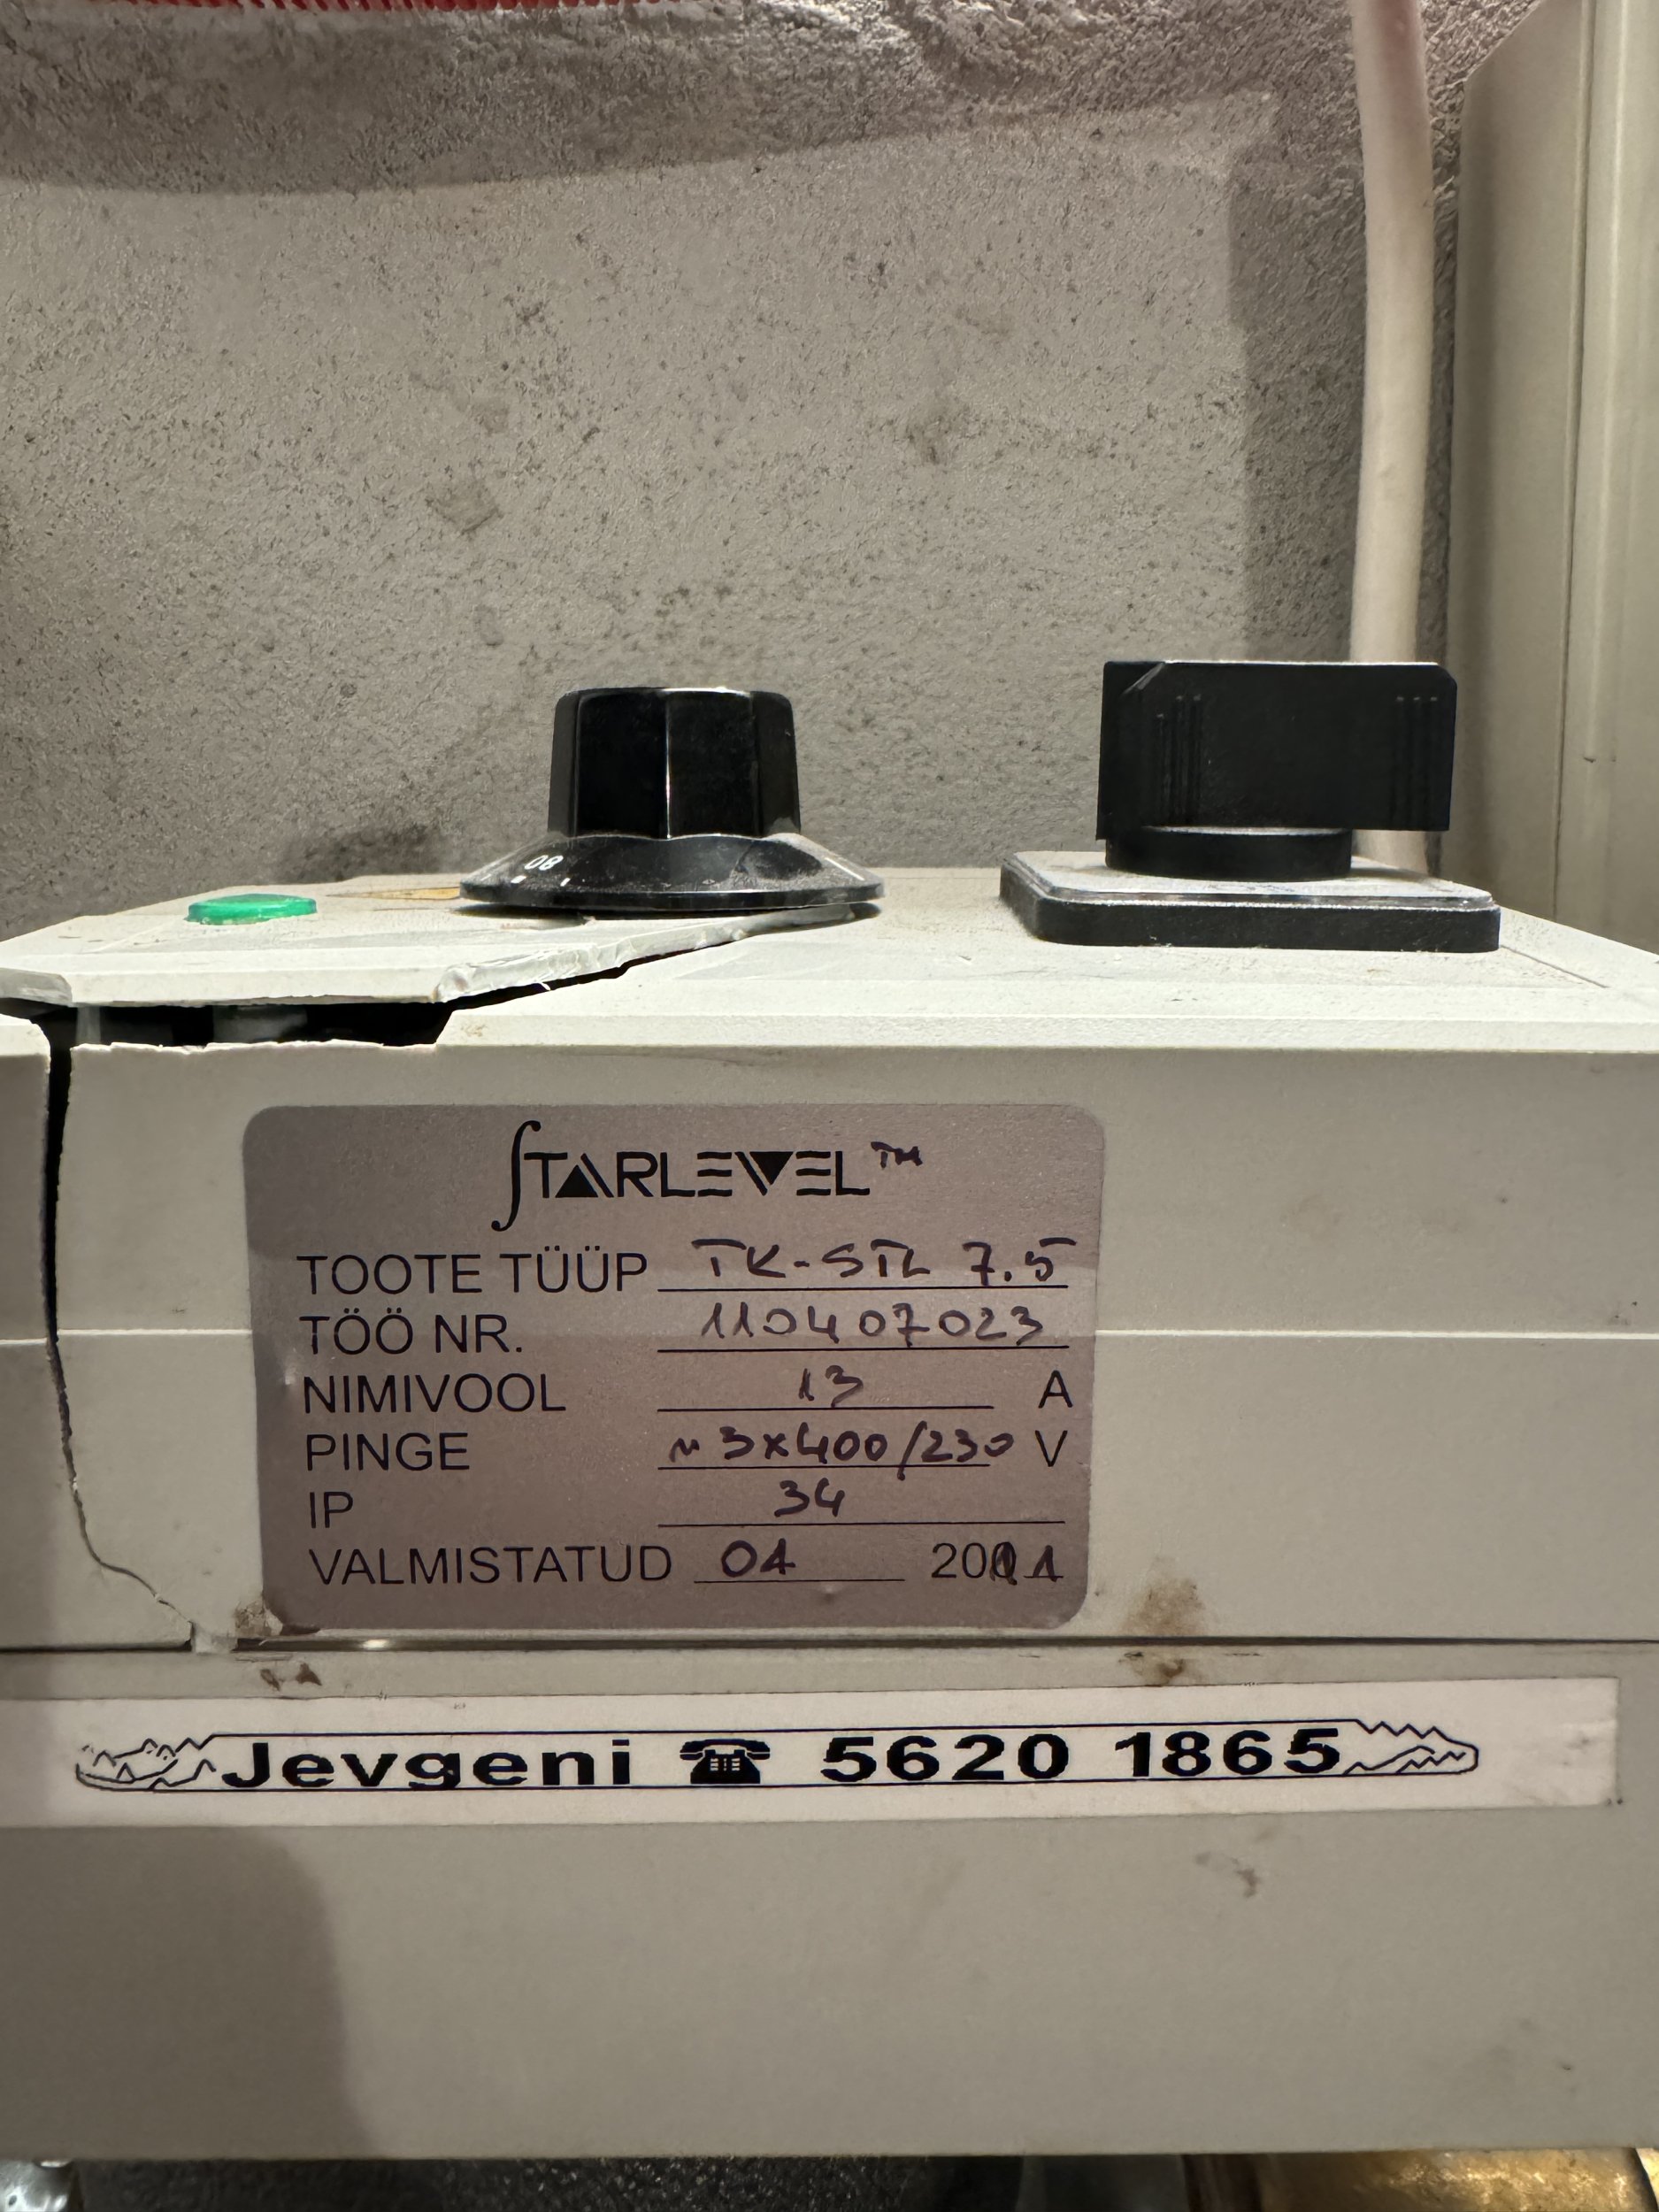 08
STARLEVEL™
TOOTE TÜÜP TK-STL 7.5
TÖÖ NR. 110407023
NIMIVOOL 13 A
PINGE ~ 3x400/230 V
IP 34
VALMISTATUD 04 2011
Jevgeni ☎ 5620 1865